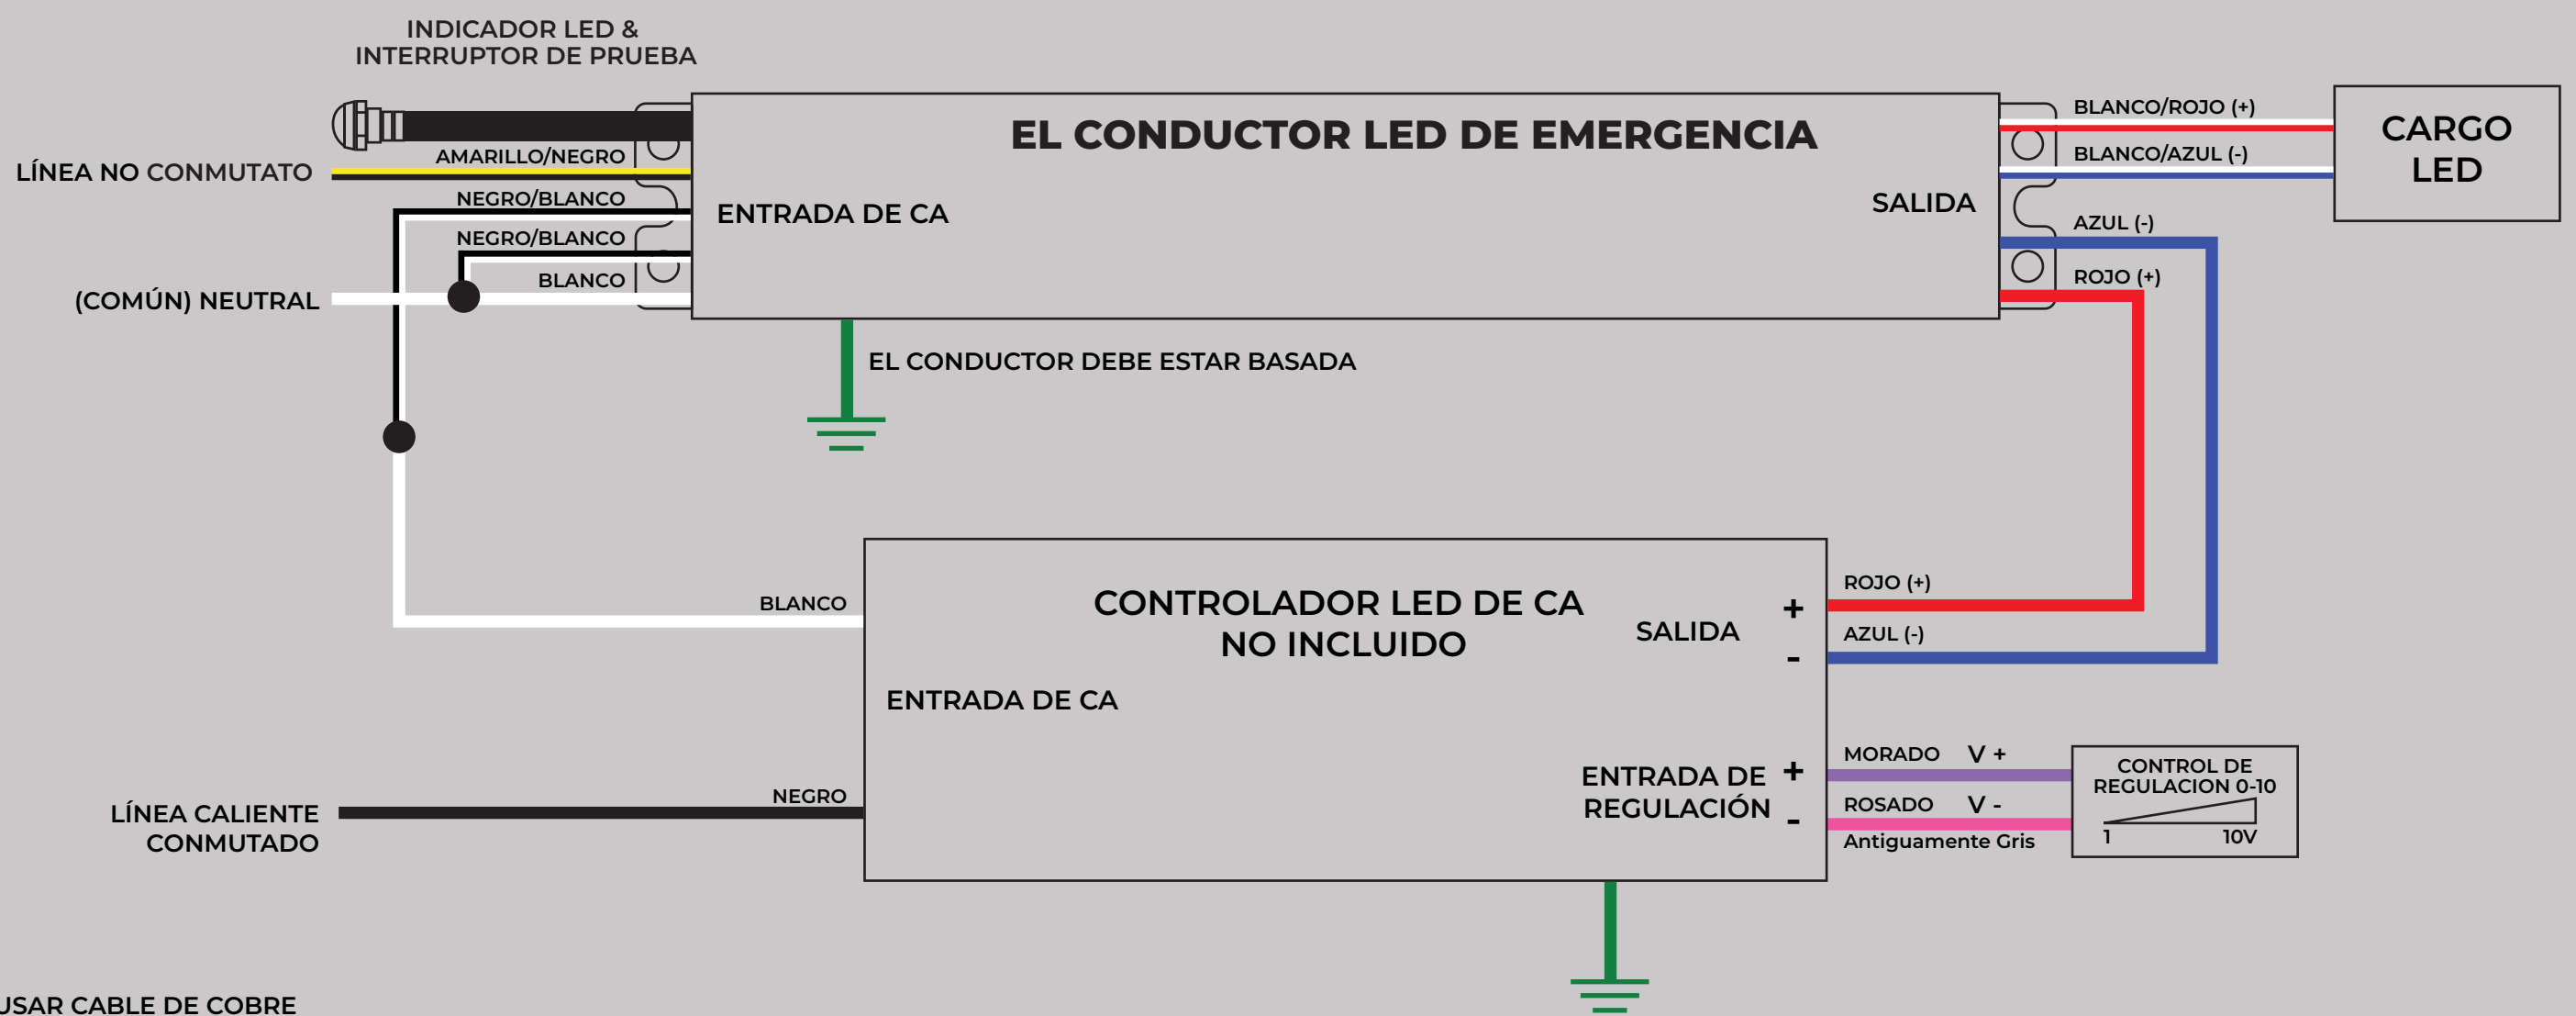 INDICADOR LED &
INTERRUPTOR DE PRUEBA
LÍNEA NO CONMUTATO
AMARILLO/NEGRO
NEGRO/BLANCO
NEGRO/BLANCO
BLANCO
(COMÚN) NEUTRAL
EL CONDUCTOR LED DE EMERGENCIA
ENTRADA DE CA
SALIDA
BLANCO/ROJO (+)
BLANCO/AZUL (-)
AZUL (-)
ROJO (+)
CARGO
LED
EL CONDUCTOR DEBE ESTAR BASADA
BLANCO
CONTROLADOR LED DE CA
NO INCLUIDO
SALIDA
+
-
ROJO (+)
AZUL (-)
ENTRADA DE CA
LÍNEA CALIENTE
CONMUTADO
NEGRO
ENTRADA DE
REGULACIÓN
+
-
MORADO V +
ROSADO V -
Antiguamente Gris
CONTROL DE
REGULACION 0-10
1 10V
USAR CABLE DE COBRE